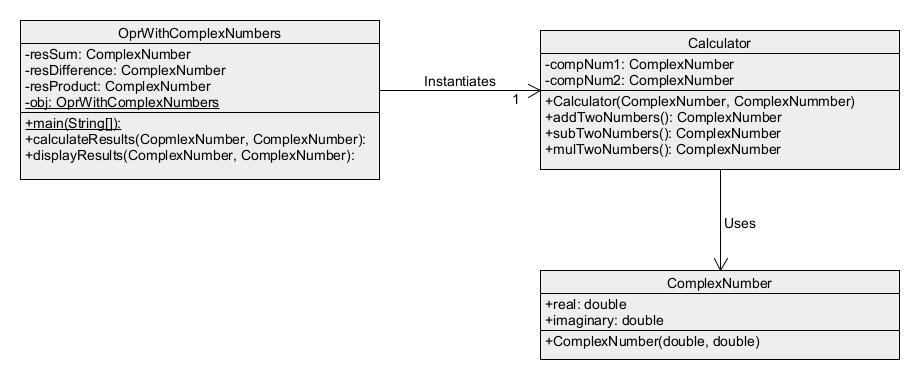 OprWithComplexNumbers
-resSum: ComplexNumber
-resDifference: ComplexNumber
-resProduct: ComplexNumber
-obj: OprWithComplexNumbers
+main(String[]):
+calculateResults(CopmlexNumber, ComplexNumber):
+displayResults(ComplexNumber, ComplexNumber):
Instantiates
1
Calculator
-compNum1: ComplexNumber
-compNum2: ComplexNumber
+Calculator(ComplexNumber, ComplexNummber)
+addTwoNumbers(): ComplexNumber
+subTwoNumbers(): ComplexNumber
+mulTwoNumbers(): ComplexNumber
Uses
ComplexNumber
+real: double
+imaginary: double
+ComplexNumber(double, double)